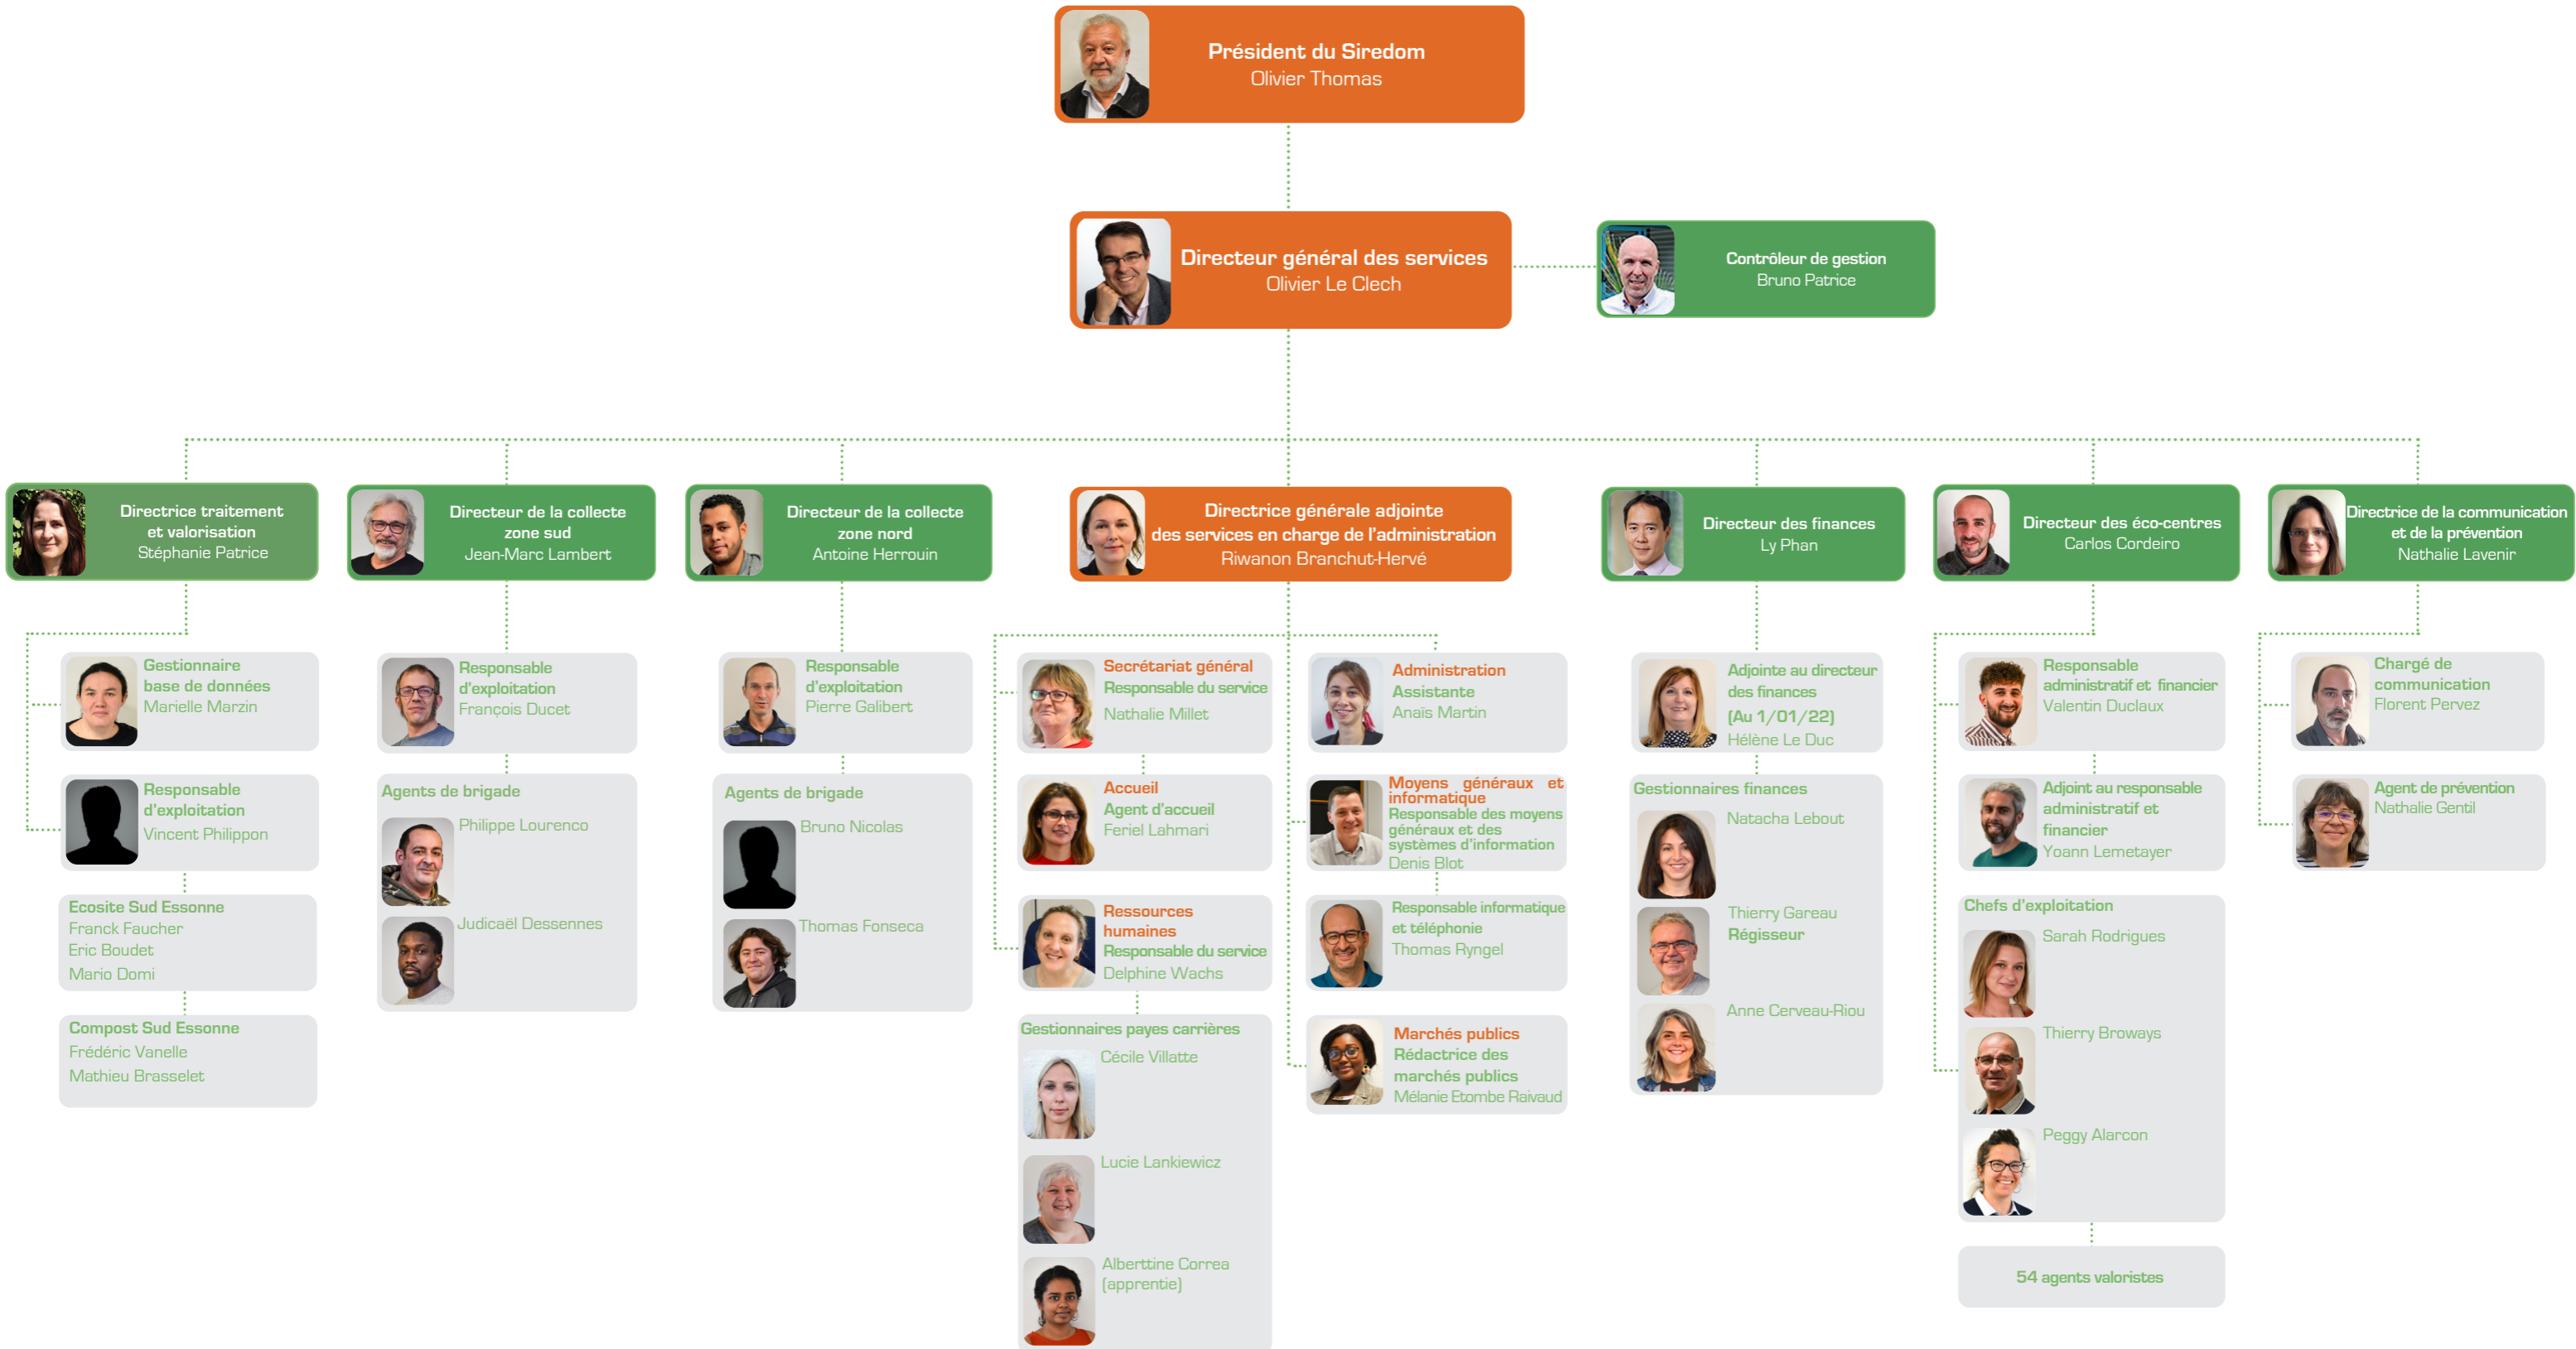 Président du Siredom
Olivier Thomas
Directeur général des services
Olivier Le Clech
Contrôleur de gestion
Bruno Patrice
Directrice traitement
et valorisation
Stéphanie Patrice
Directeur de la collecte
zone sud
Jean-Marc Lambert
Directeur de la collecte
zone nord
Antoine Herrouin
Directrice générale adjointe
des services en charge de l'administration
Riwanon Branchut-Hervé
Directeur des finances
Ly Phan
Directeur des éco-centres
Carlos Cordeiro
Directrice de la communication
et de la prévention
Nathalie Lavenir
Gestionnaire
base de données
Marielle Marzin
Responsable
d'exploitation
Vincent Philippon
Ecosite Sud Essonne
Franck Faucher
Eric Boudet
Mario Domi
Compost Sud Essonne
Frédéric Vanelle
Mathieu Brasselet
Responsable
d'exploitation
François Ducet
Agents de brigade
Philippe Lourenco
Judicaël Dessennes
Responsable
d'exploitation
Pierre Galibert
Agents de brigade
Bruno Nicolas
Thomas Fonseca
Secrétariat général
Responsable du service
Nathalie Millet
Accueil
Agent d'accueil
Feriel Lahmari
Ressources
humaines
Responsable du service
Delphine Wachs
Gestionnaires payes carrières
Cécile Villatte
Lucie Lankiewicz
Alberttine Correa
(apprentie)
Administration
Assistante
Anaïs Martin
Moyens généraux et
informatique
Responsable des moyens
généraux et des
systèmes d'information
Denis Blot
Responsable informatique
et téléphonie
Thomas Ryngel
Marchés publics
Rédactrice des
marchés publics
Mélanie Etombe Raivaud
Adjointe au directeur
des finances
(Au 1/01/22)
Hélène Le Duc
Gestionnaires finances
Natacha Lebout
Thierry Gareau
Régisseur
Anne Cerveau-Riou
Responsable
administratif et financier
Valentin Duclaux
Adjoint au responsable
administratif et
financier
Yoann Lemetayer
Chefs d'exploitation
Sarah Rodrigues
Thierry Broways
Peggy Alarcon
54 agents valoristes
Chargé de
communication
Florent Pervez
Agent de prévention
Nathalie Gentil